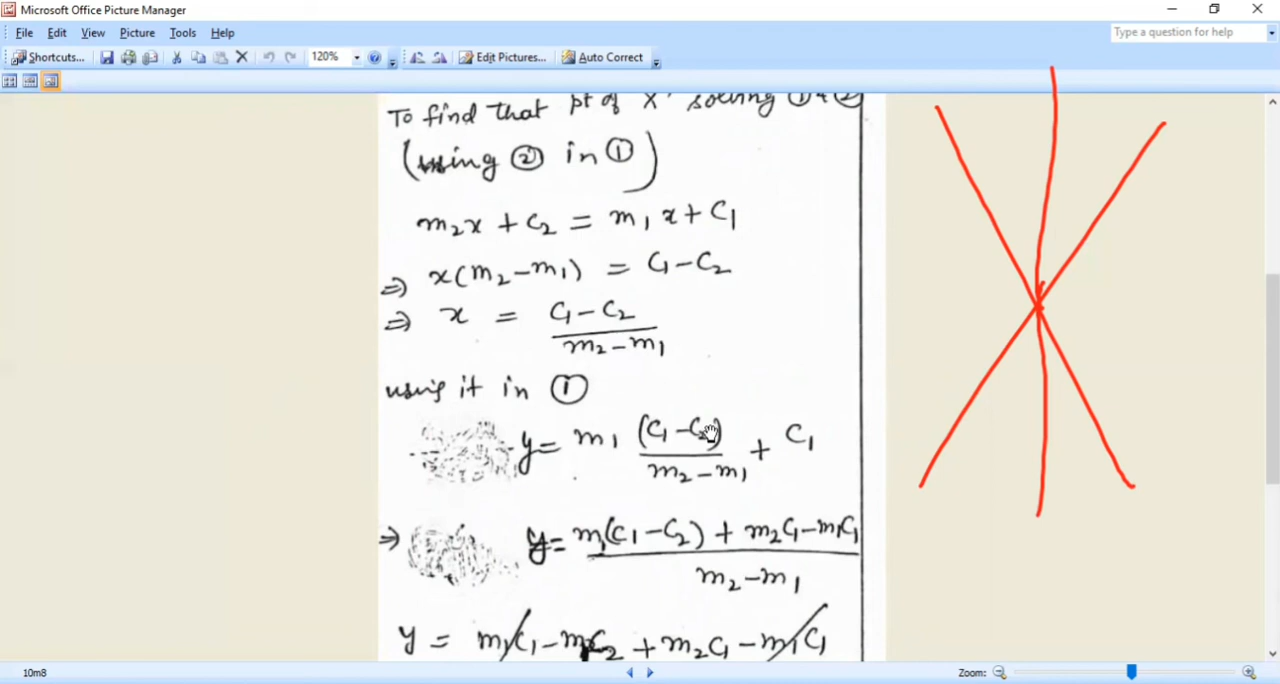 Microsoft Office Picture Manager
File Edit View Picture Tools Help
Type a question for help
Shortcuts... 120% Edit Pictures... Auto Correct
To find that pt of X' solving ① & ②
(using ② in ①)
m₂x + c₂ = m₁x + c₁
⇒ x(m₂-m₁) = c₁-c₂
⇒ x = (c₁-c₂)/(m₂-m₁)
using it in ①
y = m₁ (c₁-c₂)/(m₂-m₁) + c₁
⇒ y = (m₁(c₁-c₂) + m₂c₁-m₁c₁)/(m₂-m₁)
y = m₁c₁-m₁c₂ + m₂c₁-m₁c₁
10m8 Zoom: